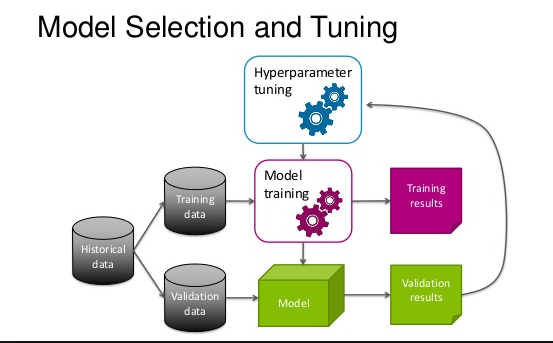 Model Selection and Tuning
Hyperparameter
tuning
Model
training
Training
data
Training
results
Historical
data
Validation
data
Model
Validation
results